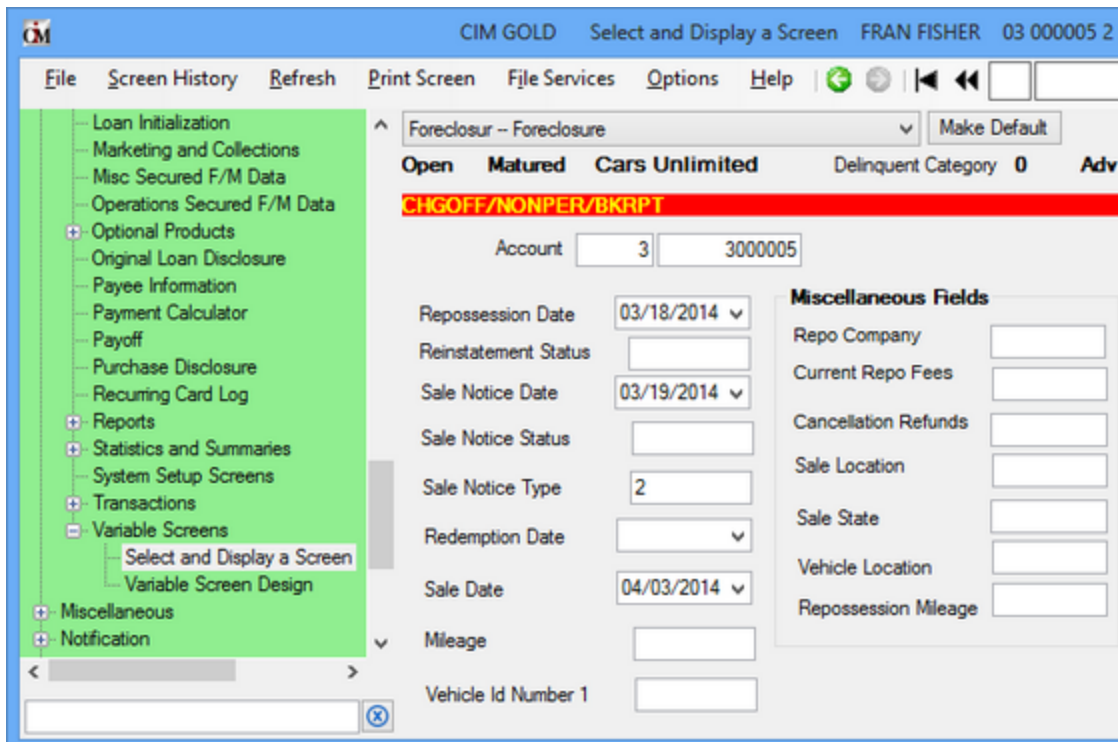 CIM
CIM GOLD Select and Display a Screen FRAN FISHER 03 000005 2
File Screen History Refresh Print Screen File Services Options Help
Loan Initialization
Marketing and Collections
Misc Secured F/M Data
Operations Secured F/M Data
Optional Products
Original Loan Disclosure
Payee Information
Payment Calculator
Payoff
Purchase Disclosure
Recurring Card Log
Reports
Statistics and Summaries
System Setup Screens
Transactions
Variable Screens
Select and Display a Screen
Variable Screen Design
Miscellaneous
Notification
Foreclosur -- Foreclosure Make Default
Open Matured Cars Unlimited Delinquent Category 0 Adv
CHGOFF/NONPER/BKRPT
Account 3 3000005
Repossession Date 03/18/2014
Reinstatement Status
Sale Notice Date 03/19/2014
Sale Notice Status
Sale Notice Type 2
Redemption Date
Sale Date 04/03/2014
Mileage
Vehicle Id Number 1
Miscellaneous Fields
Repo Company
Current Repo Fees
Cancellation Refunds
Sale Location
Sale State
Vehicle Location
Repossession Mileage